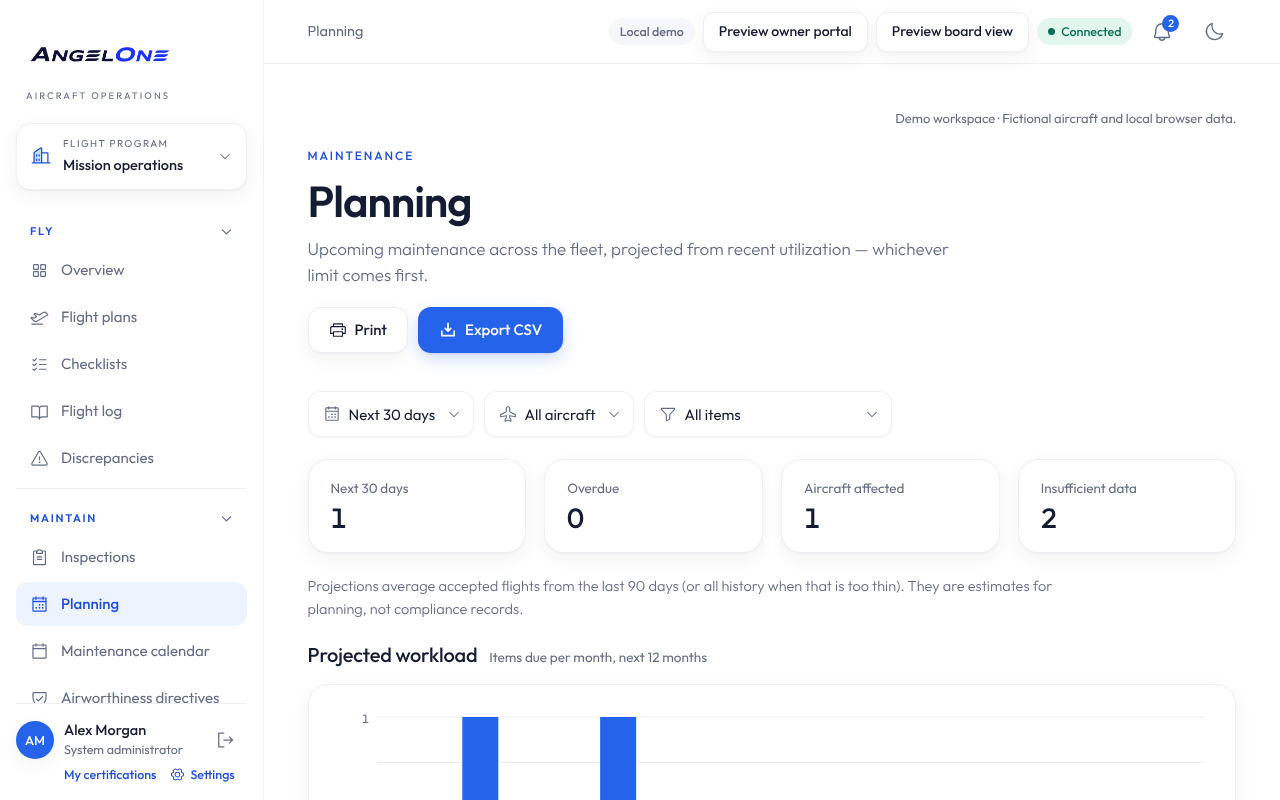 ANGELONE
AIRCRAFT OPERATIONS
FLIGHT PROGRAM
Mission operations
FLY
Overview
Flight plans
Checklists
Flight log
Discrepancies
MAINTAIN
Inspections
Planning
Maintenance calendar
Airworthiness directives
AM
Alex Morgan
System administrator
My certifications
Settings
Planning
Local demo
Preview owner portal
Preview board view
Connected
2
Demo workspace · Fictional aircraft and local browser data.
MAINTENANCE
Planning
Upcoming maintenance across the fleet, projected from recent utilization — whichever
limit comes first.
Print
Export CSV
Next 30 days
All aircraft
All items
Next 30 days
1
Overdue
0
Aircraft affected
1
Insufficient data
2
Projections average accepted flights from the last 90 days (or all history when that is too thin). They are estimates for
planning, not compliance records.
Projected workload
Items due per month, next 12 months
1